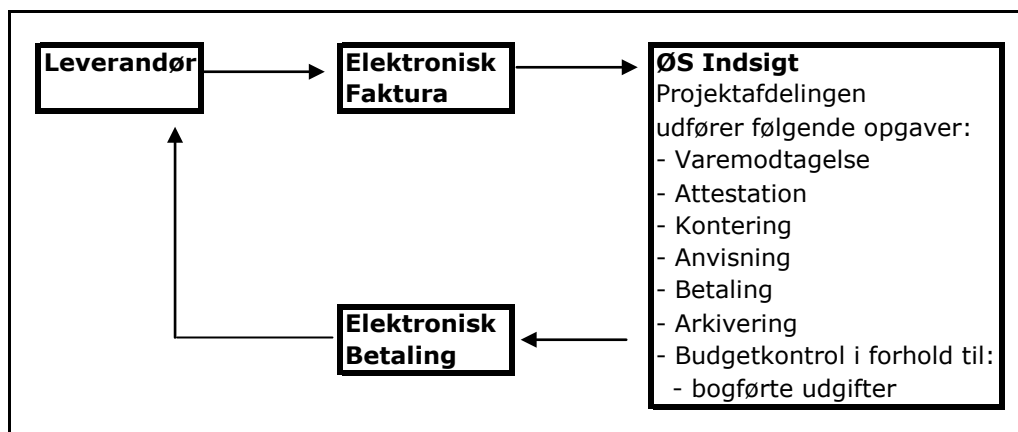 Leverandør
Elektronisk
Faktura
ØS Indsigt
Projektafdelingen
udfører følgende opgaver:
- Varemodtagelse
- Attestation
- Kontering
- Anvisning
- Betaling
- Arkivering
- Budgetkontrol i forhold til:
- bogførte udgifter
Elektronisk
Betaling